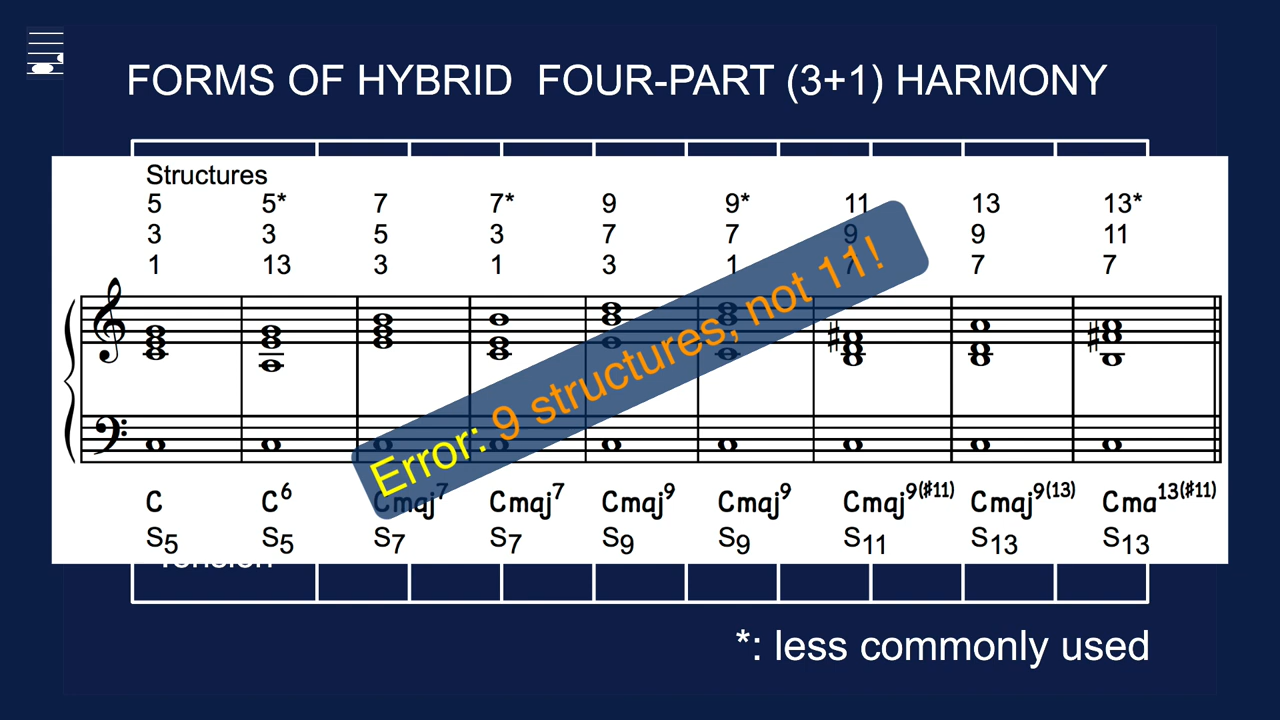 FORMS OF HYBRID FOUR-PART (3+1) HARMONY
Structures
5 5* 7 7* 9 9* 11 13 13*
3 3 5 3 7 7 9 9 11
1 13 3 1 3 1 7 7 7
Error: 9 structures, not 11!
C C6 Cmaj7 Cmaj7 Cmaj9 Cmaj9 Cmaj9(#11) Cmaj9(13) Cma13(#11)
S5 S5 S7 S7 S9 S9 S11 S13 S13
Tension
*: less commonly used